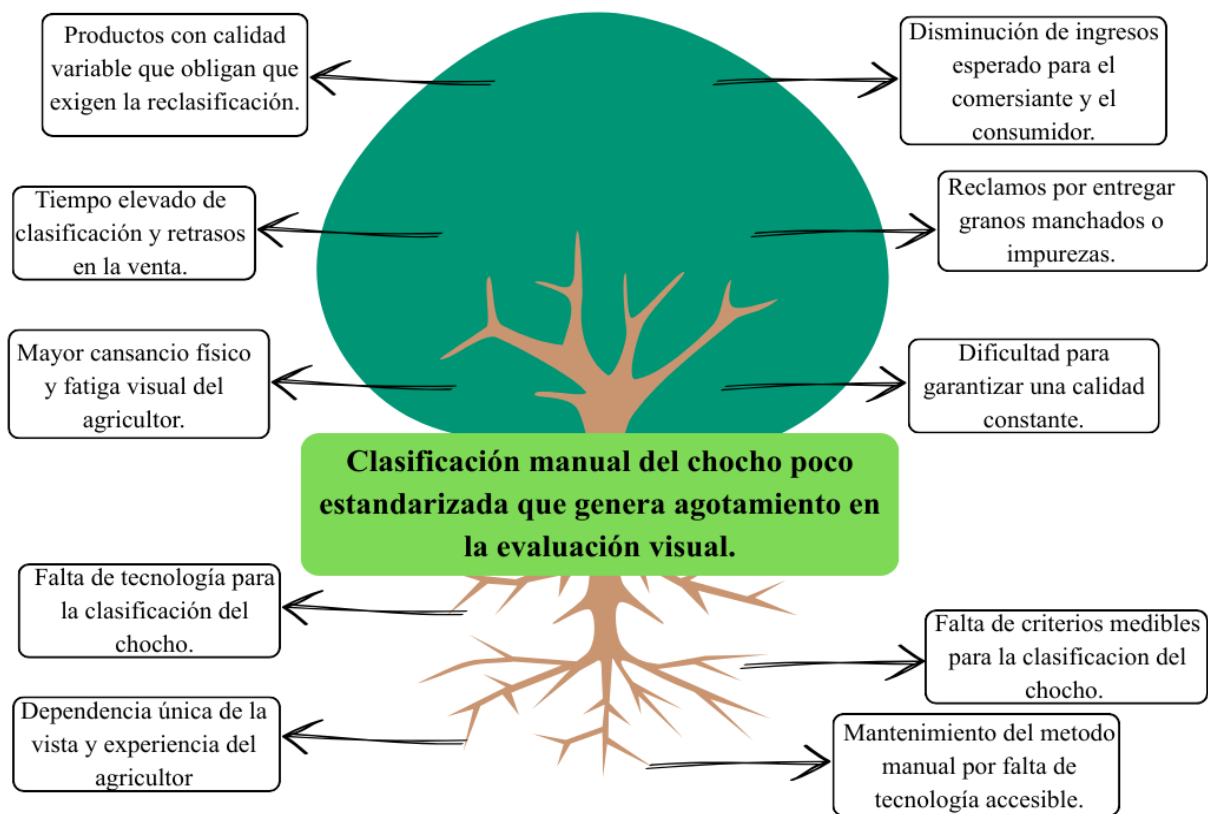 Productos con calidad
variable que obligan que
exigen la reclasificación.
Disminución de ingresos
esperado para el
comersiante y el
consumidor.
Tiempo elevado de
clasificación y retrasos
en la venta.
Reclamos por entregar
granos manchados o
impurezas.
Mayor cansancio físico
y fatiga visual del
agricultor.
Dificultad para
garantizar una calidad
constante.
Clasificación manual del chocho poco
estandarizada que genera agotamiento en
la evaluación visual.
Falta de tecnología para
la clasificación del
chocho.
Falta de criterios medibles
para la clasificacion del
chocho.
Dependencia única de la
vista y experiencia del
agricultor
Mantenimiento del metodo
manual por falta de
tecnología accesible.